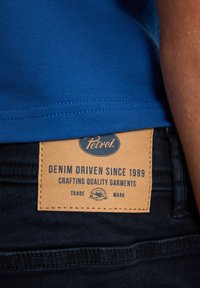 Petrol.
DENIM DRIVEN SINCE 1989
CRAFTING QUALITY GARMENTS
TRADE MARK